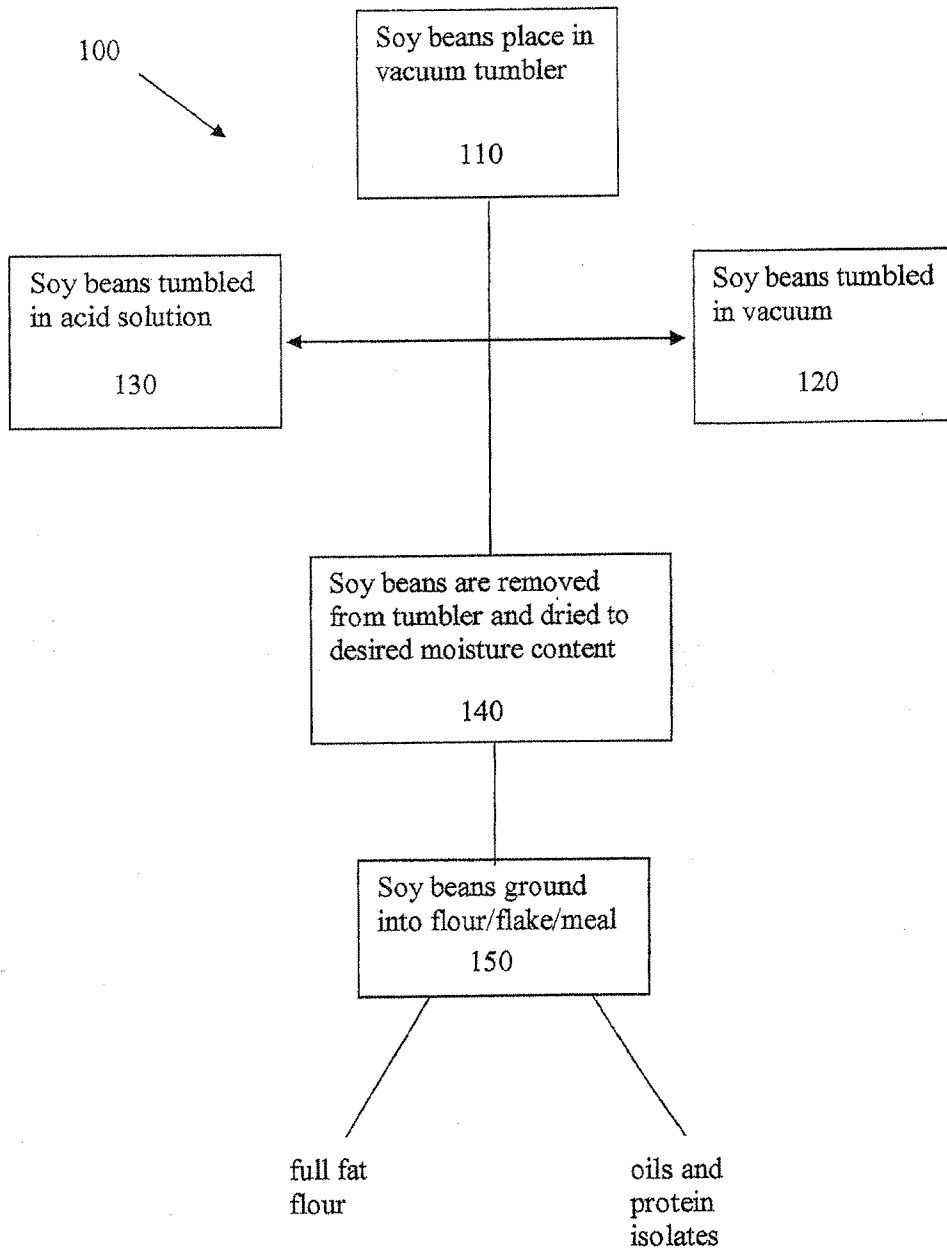 100
Soy beans place in
vacuum tumbler
110
Soy beans tumbled
in acid solution
130
Soy beans tumbled
in vacuum
120
Soy beans are removed
from tumbler and dried to
desired moisture content
140
Soy beans ground
into flour/flake/meal
150
full fat
flour
oils and
protein
isolates